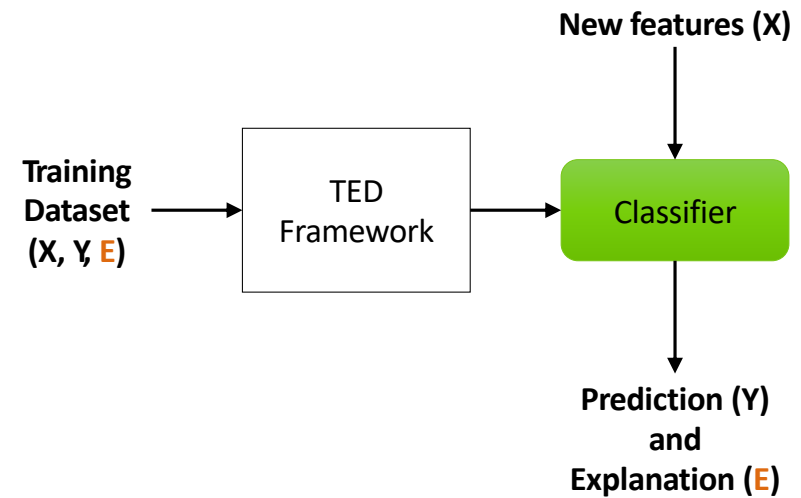 New features (X)
Training
Dataset
(X, Y, E)
TED
Framework
Classifier
Prediction (Y)
and
Explanation (E)